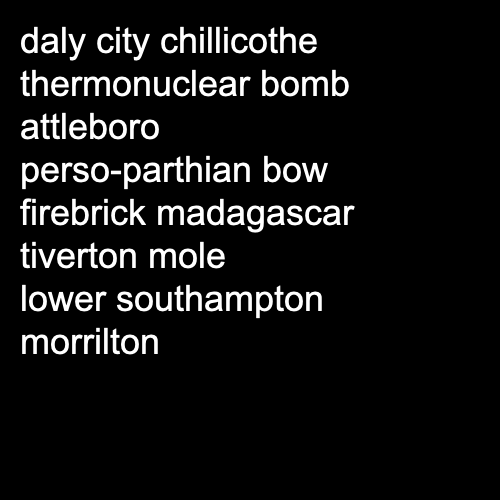 daly city chillicothe
thermonuclear bomb
attleboro
perso-parthian bow
firebrick madagascar
tiverton mole
lower southampton
morrilton